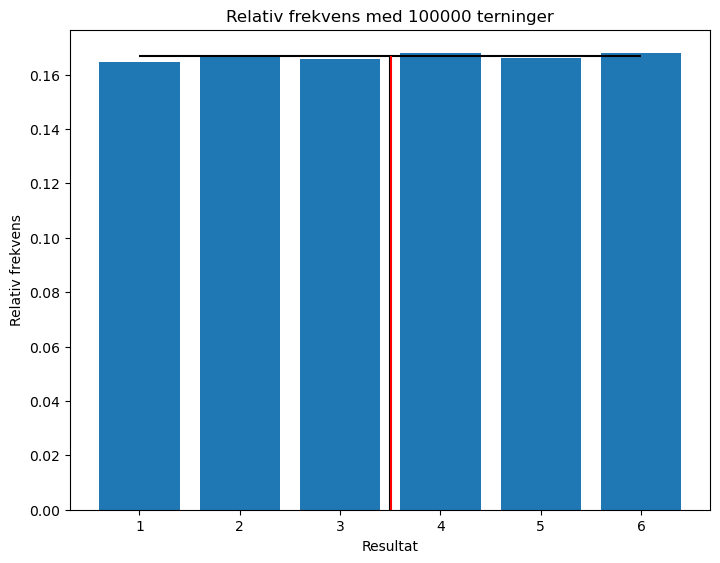 Relativ frekvens med 100000 terninger
0.16
0.14
0.12
0.10
0.08
0.06
0.04
0.02
0.00
Relativ frekvens
1 2 3 4 5 6
Resultat